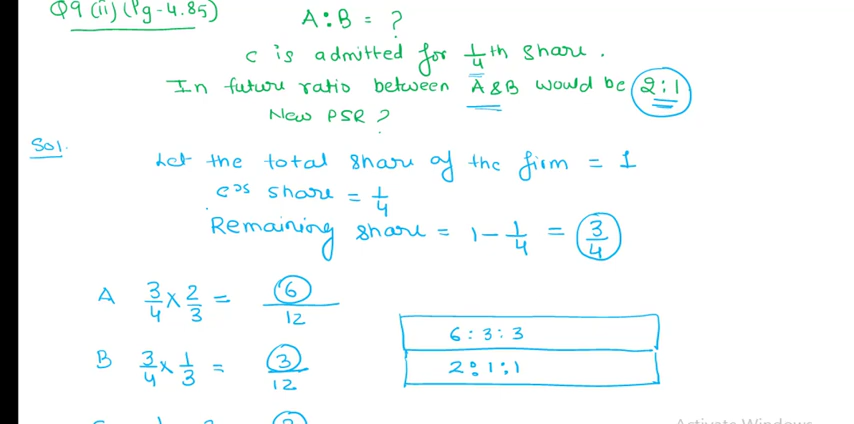 Q9 (ii) (Pg-4.85)
A:B = ?
C is admitted for 1/4 th share.
In future ratio between A & B would be 2:1
New PSR ?
Sol.
Let the total share of the firm = 1
C's share = 1/4
Remaining share = 1 - 1/4 = 3/4
A 3/4 x 2/3 = 6/12
B 3/4 x 1/3 = 3/12
6 : 3 : 3
2 : 1 : 1